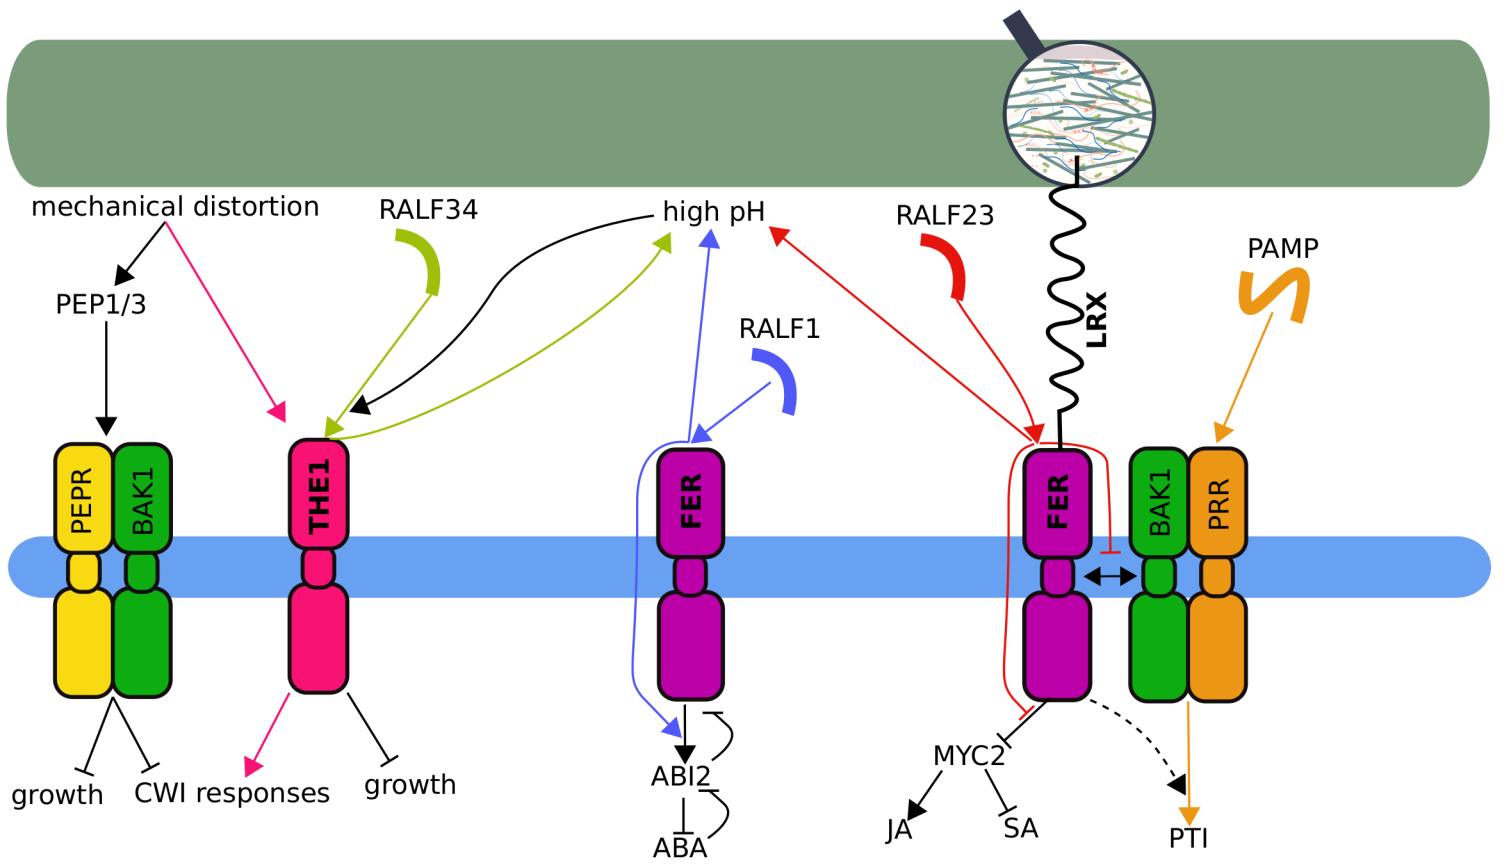 mechanical distortion
RALF34
high pH
RALF23
PAMP
PEP1/3
RALF1
LRX
PEPR
BAK1
THE1
FER
FER
BAK1
PRR
growth
CWI responses
growth
ABI2
ABA
MYC2
JA
SA
PTI